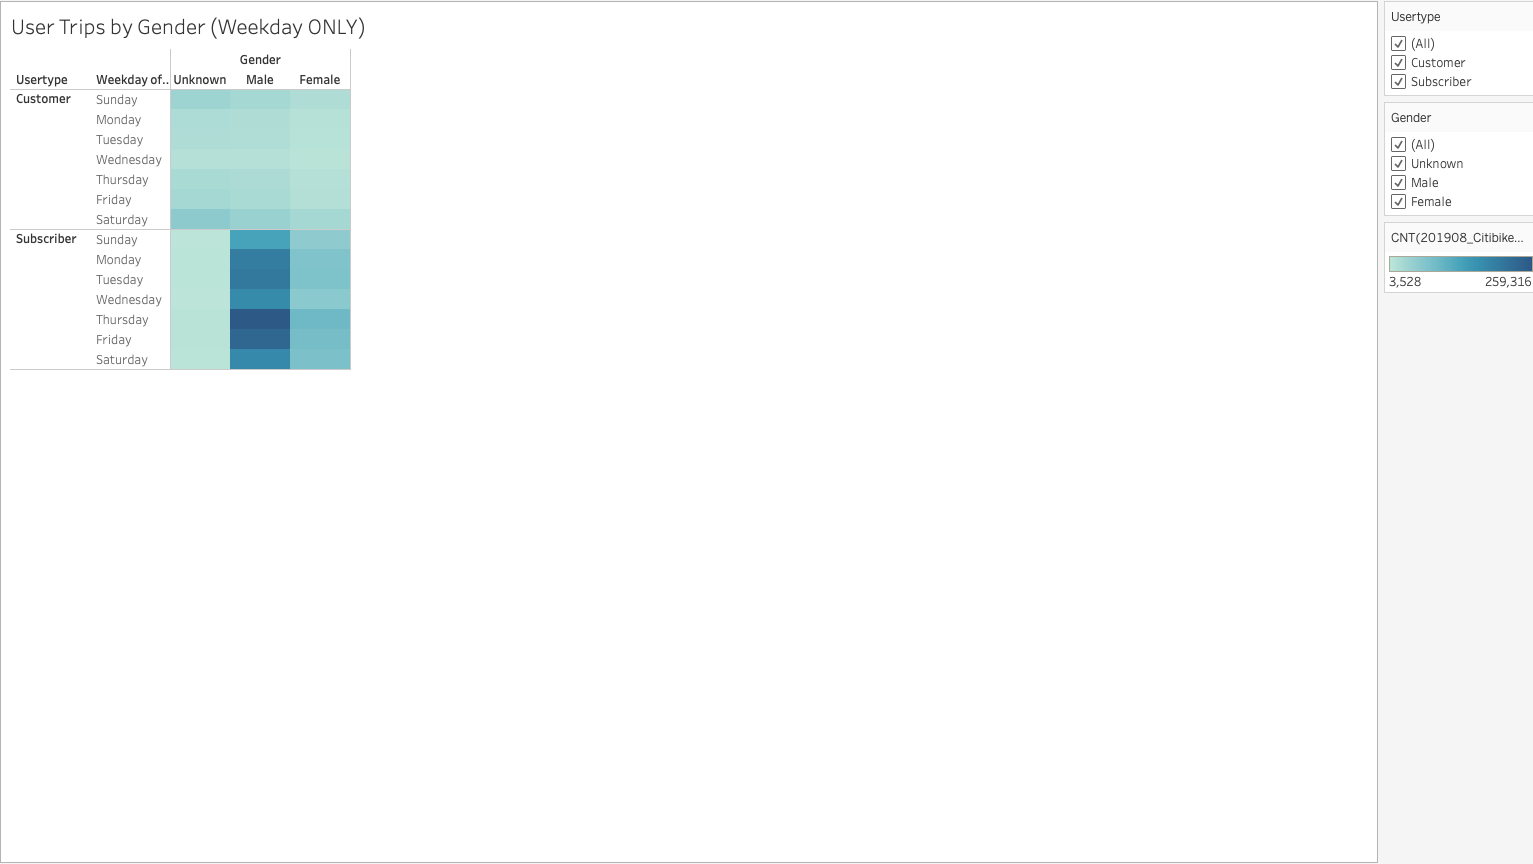 User Trips by Gender (Weekday ONLY)
Gender
Usertype Weekday of.. Unknown Male Female
Customer Sunday
Monday
Tuesday
Wednesday
Thursday
Friday
Saturday
Subscriber Sunday
Monday
Tuesday
Wednesday
Thursday
Friday
Saturday
Usertype
(All)
Customer
Subscriber
Gender
(All)
Unknown
Male
Female
CNT(201908_Citibike...
3,528 259,316